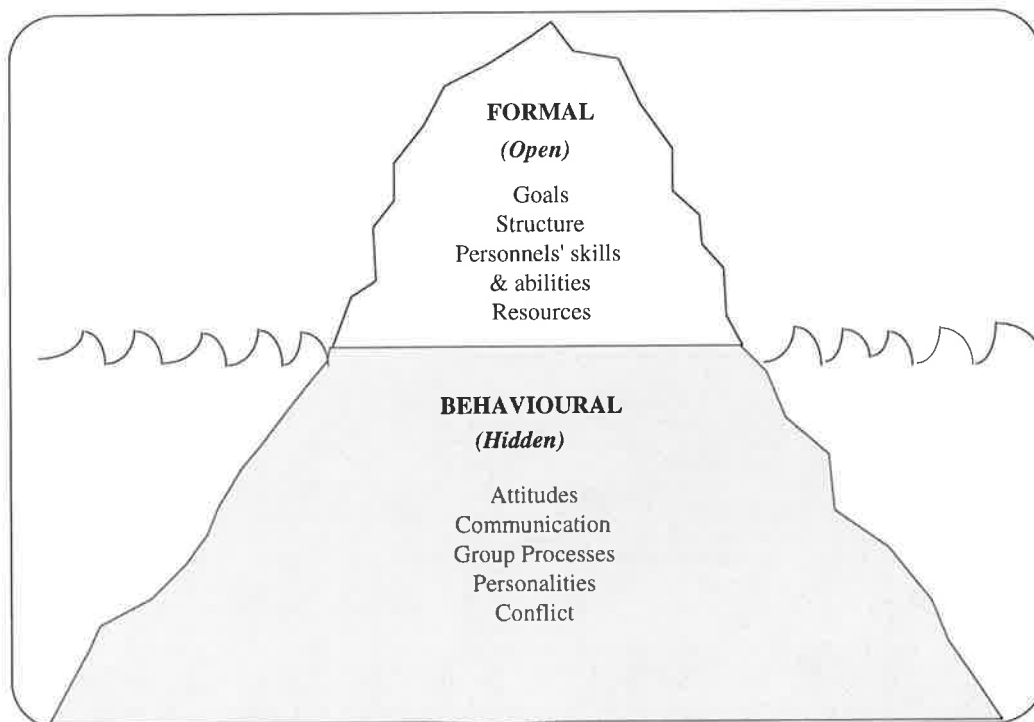 FORMAL
(Open)
Goals
Structure
Personnels' skills
& abilities
Resources
BEHAVIOURAL
(Hidden)
Attitudes
Communication
Group Processes
Personalities
Conflict